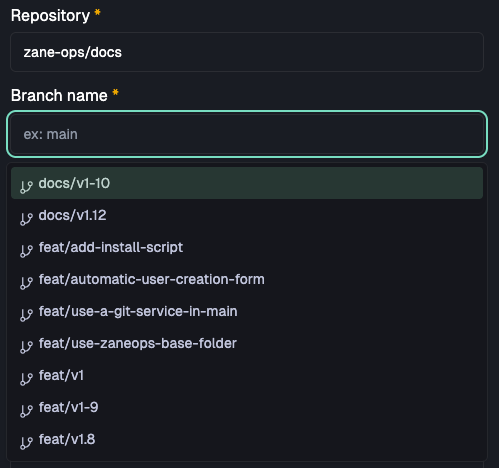 Repository *
zane-ops/docs
Branch name *
ex: main
docs/v1-10
docs/v1.12
feat/add-install-script
feat/automatic-user-creation-form
feat/use-a-git-service-in-main
feat/use-zaneops-base-folder
feat/v1
feat/v1-9
feat/v1.8